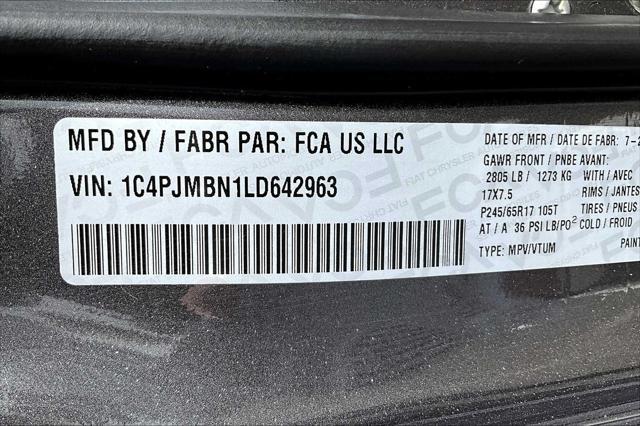 MFD BY / FABR PAR: FCA US LLC
VIN: 1C4PJMBN1LD642963
DATE OF MFR / DATE DE FABR: 7-2
GAWR FRONT / PNBE AVANT:
2805 LB / 1273 KG WITH / AVEC
17X7.5 RIMS / JANTES
P245/65R17 105T TIRES / PNEUS
AT / A 36 PSI LB/PO² COLD / FROID
TYPE: MPV/VTUM PAIN